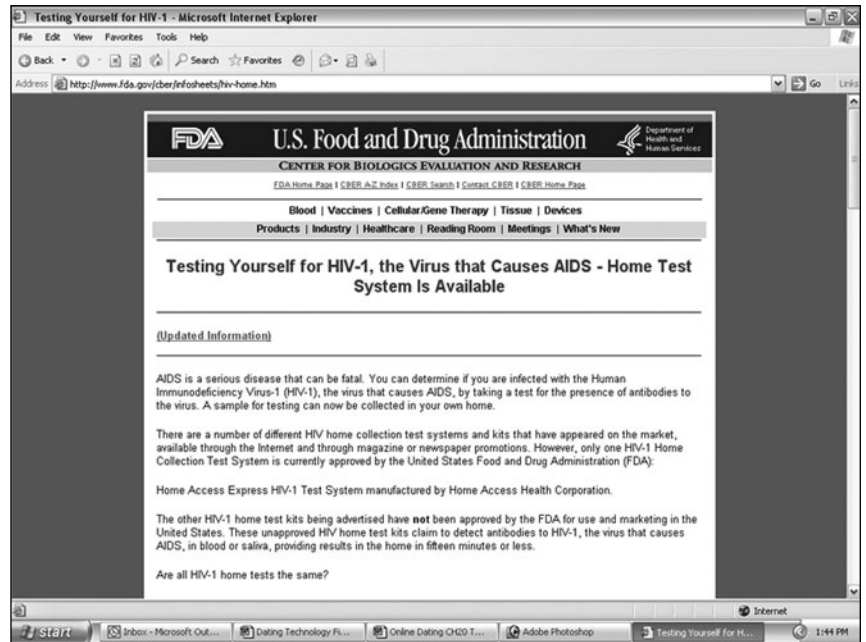 Testing Yourself for HIV-1 - Microsoft Internet Explorer
File Edit View Favorites Tools Help
Back Search Favorites
Address http://www.fda.gov/cber/infosheets/hiv-home.htm Go Links
FDA U.S. Food and Drug Administration Department of
Health and
Human Services
CENTER FOR BIOLOGICS EVALUATION AND RESEARCH
FDA Home Page | CBER A-Z Index | CBER Search | Contact CBER | CBER Home Page
Blood | Vaccines | Cellular/Gene Therapy | Tissue | Devices
Products | Industry | Healthcare | Reading Room | Meetings | What's New
Testing Yourself for HIV-1, the Virus that Causes AIDS - Home Test
System Is Available
(Updated Information)
AIDS is a serious disease that can be fatal. You can determine if you are infected with the Human
Immunodeficiency Virus-1 (HIV-1), the virus that causes AIDS, by taking a test for the presence of antibodies to
the virus. A sample for testing can now be collected in your own home.
There are a number of different HIV home collection test systems and kits that have appeared on the market,
available through the Internet and through magazine or newspaper promotions. However, only one HIV-1 Home
Collection Test System is currently approved by the United States Food and Drug Administration (FDA):
Home Access Express HIV-1 Test System manufactured by Home Access Health Corporation.
The other HIV-1 home test kits being advertised have not been approved by the FDA for use and marketing in the
United States. These unapproved HIV home test kits claim to detect antibodies to HIV-1, the virus that causes
AIDS, in blood or saliva, providing results in the home in fifteen minutes or less.
Are all HIV-1 home tests the same?
Internet
start Inbox - Microsoft Out... Dating Technology Fi... Online Dating CH20 T... Adobe Photoshop Testing Yourself for H... 1:44 PM